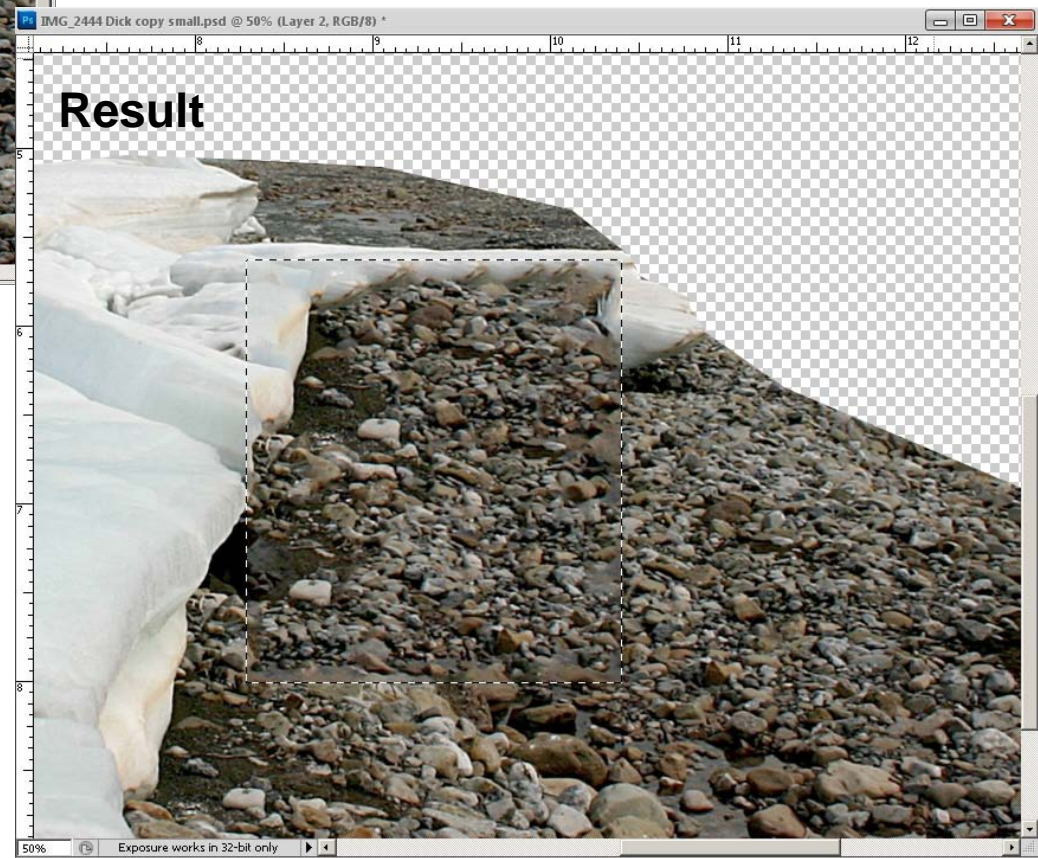 Ps IMG_2444 Dick copy small.psd @ 50% (Layer 2, RGB/8) *
8 9 10 11 12
Result
5
6
7
8
50% Exposure works in 32-bit only